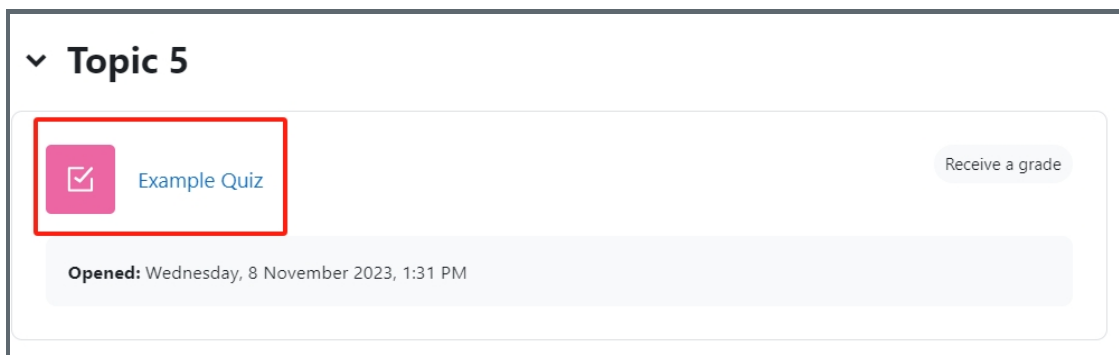 Topic 5
Example Quiz
Receive a grade
Opened: Wednesday, 8 November 2023, 1:31 PM